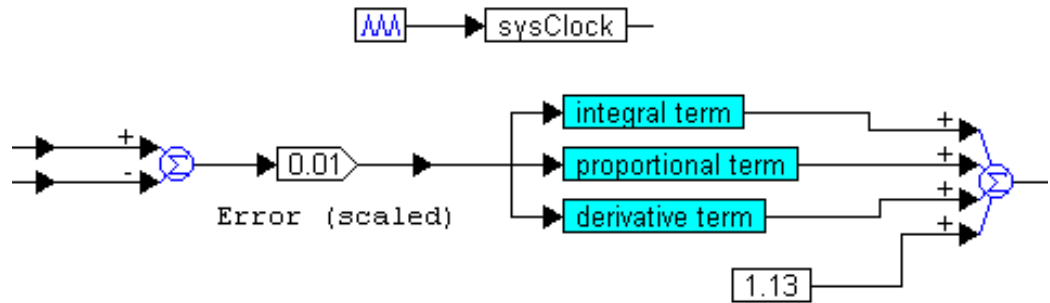 sysClock
+
-
Σ
0.01
Error (scaled)
integral term
proportional term
derivative term
1.13
+
+
+
+
Σ